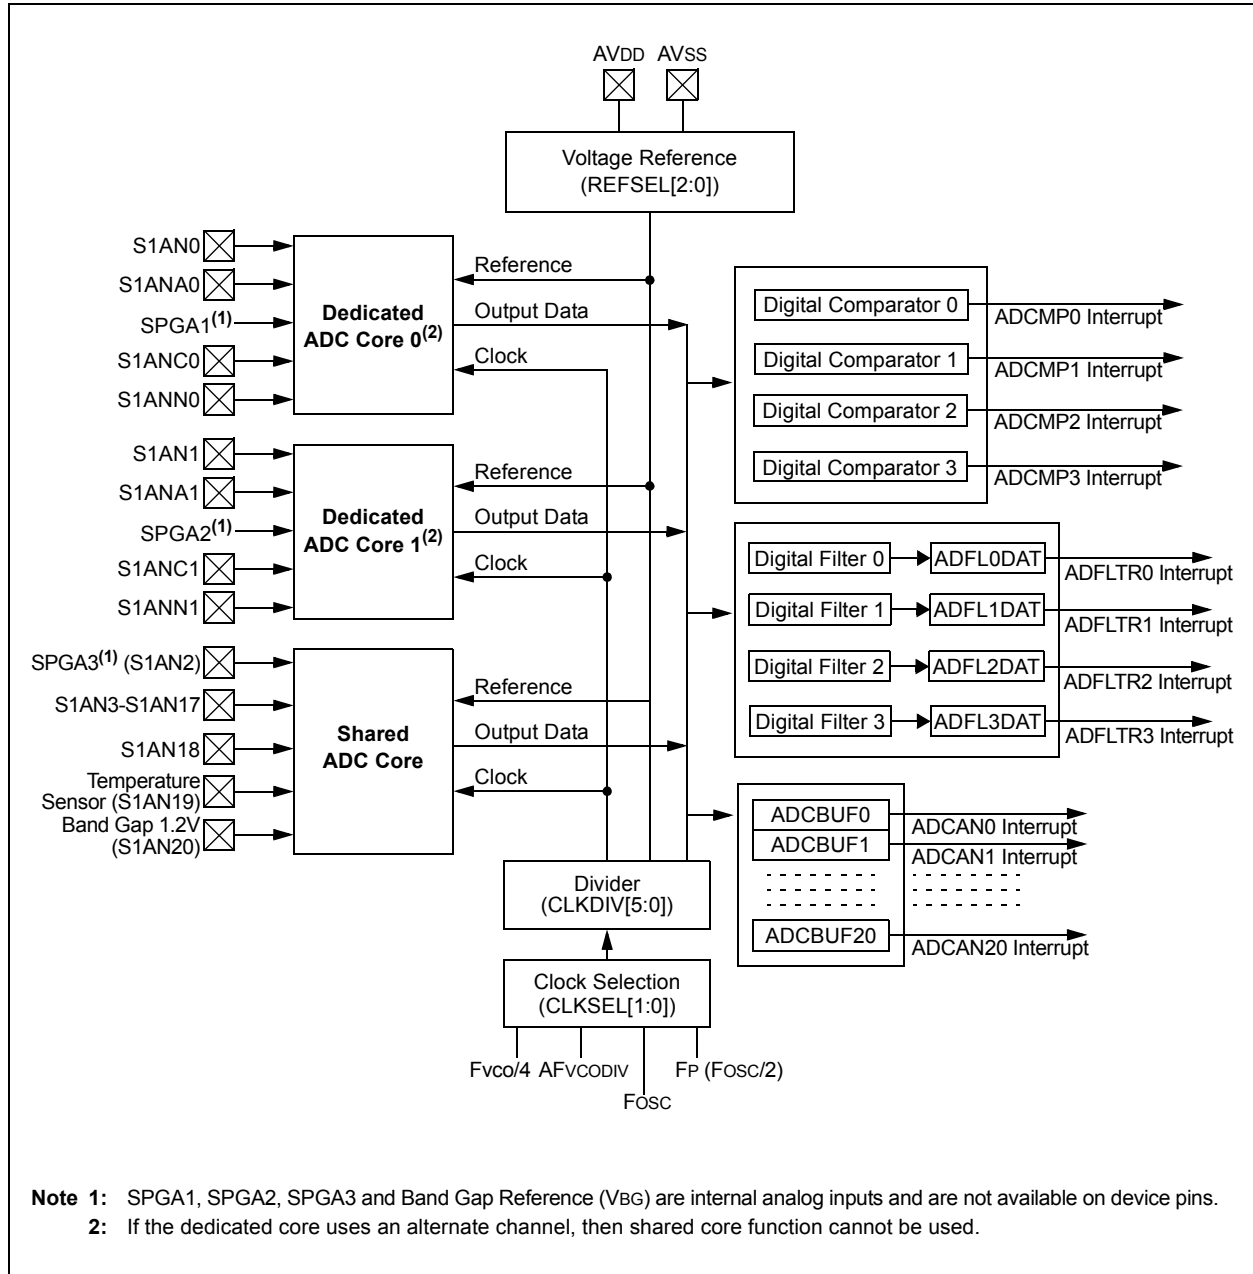 AVDD AVSS
Voltage Reference
(REFSEL[2:0])
S1AN0
S1ANA0
SPGA1(1)
S1ANC0
S1ANN0
Dedicated
ADC Core 0(2)
Reference
Output Data
Clock
S1AN1
S1ANA1
SPGA2(1)
S1ANC1
S1ANN1
Dedicated
ADC Core 1(2)
Reference
Output Data
Clock
SPGA3(1) (S1AN2)
S1AN3-S1AN17
S1AN18
Temperature
Sensor (S1AN19)
Band Gap 1.2V
(S1AN20)
Shared
ADC Core
Reference
Output Data
Clock
Digital Comparator 0
ADCMP0 Interrupt
Digital Comparator 1
ADCMP1 Interrupt
Digital Comparator 2
ADCMP2 Interrupt
Digital Comparator 3
ADCMP3 Interrupt
Digital Filter 0 ADFL0DAT
ADFLTR0 Interrupt
Digital Filter 1 ADFL1DAT
ADFLTR1 Interrupt
Digital Filter 2 ADFL2DAT
ADFLTR2 Interrupt
Digital Filter 3 ADFL3DAT
ADFLTR3 Interrupt
ADCBUF0
ADCAN0 Interrupt
ADCBUF1
ADCAN1 Interrupt
ADCBUF20
ADCAN20 Interrupt
Divider
(CLKDIV[5:0])
Clock Selection
(CLKSEL[1:0])
Fvco/4 AFVCODIV FP (FOSC/2)
FOSC
Note 1: SPGA1, SPGA2, SPGA3 and Band Gap Reference (VBG) are internal analog inputs and are not available on device pins.
2: If the dedicated core uses an alternate channel, then shared core function cannot be used.